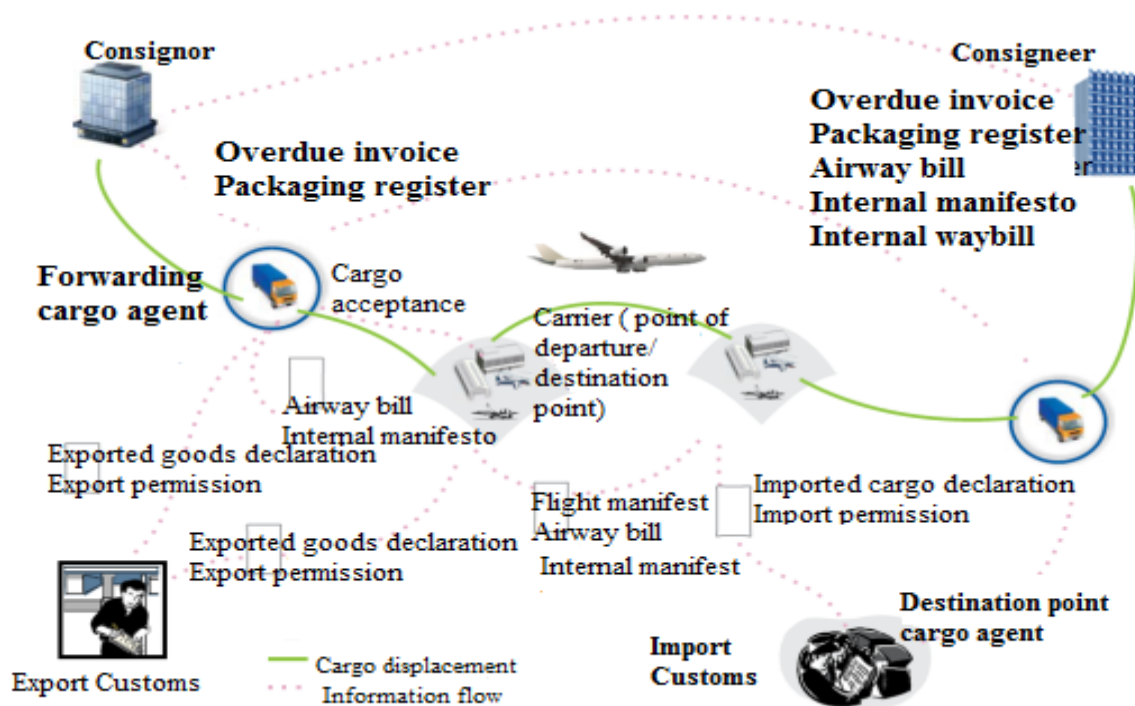 Consignor
Consigneer
Overdue invoice
Packaging register
Airway bill
Internal manifesto
Internal waybill
Overdue invoice
Packaging register
Forwarding
cargo agent
Cargo
acceptance
Carrier ( point of
departure/
destination
point)
Airway bill
Internal manifesto
Exported goods declaration
Export permission
Flight manifest
Airway bill
Internal manifest
Imported cargo declaration
Import permission
Exported goods declaration
Export permission
Destination point
cargo agent
Import
Customs
Export Customs
Cargo displacement
Information flow